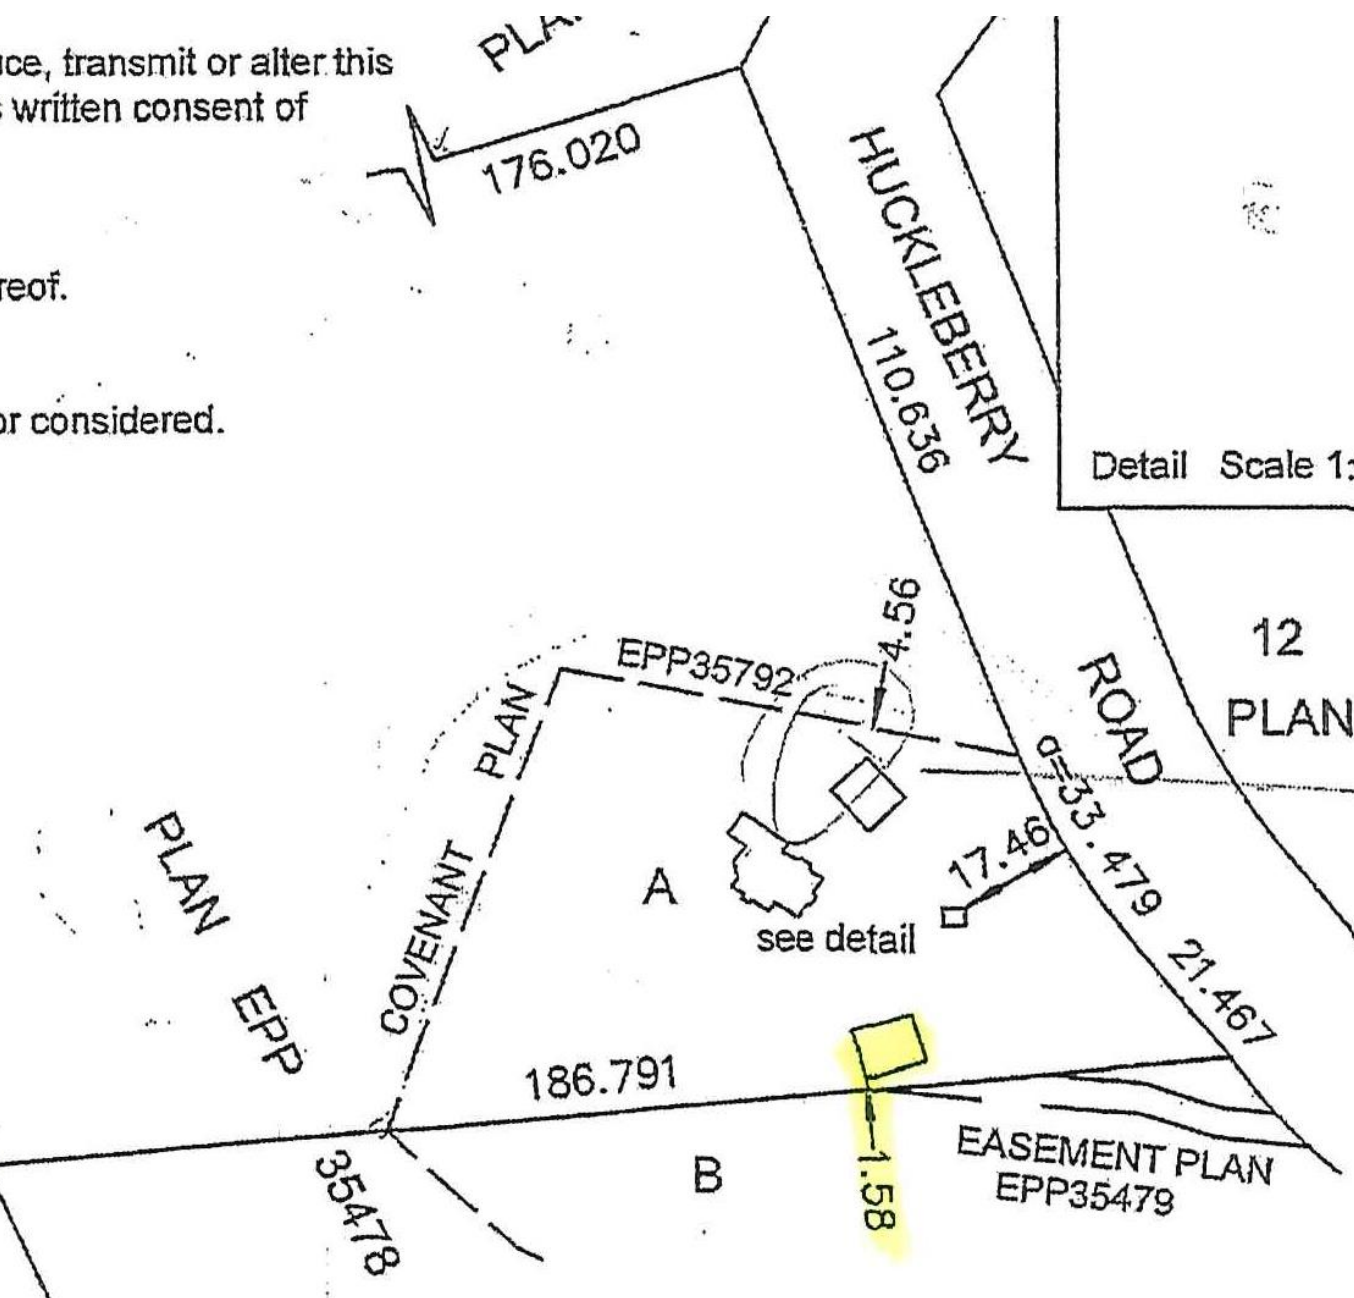 uce, transmit or alter this
s written consent of
reof.
or considered.
176.020
HUCKLEBERRY
110.636
Detail Scale 1:
12
PLAN
4.56
EPP35792
PLAN
COVENANT
ROAD
a=33.479
17.46
A
see detail
21.467
PLAN
EPP
35478
186.791
B
1.58
EASEMENT PLAN
EPP35479